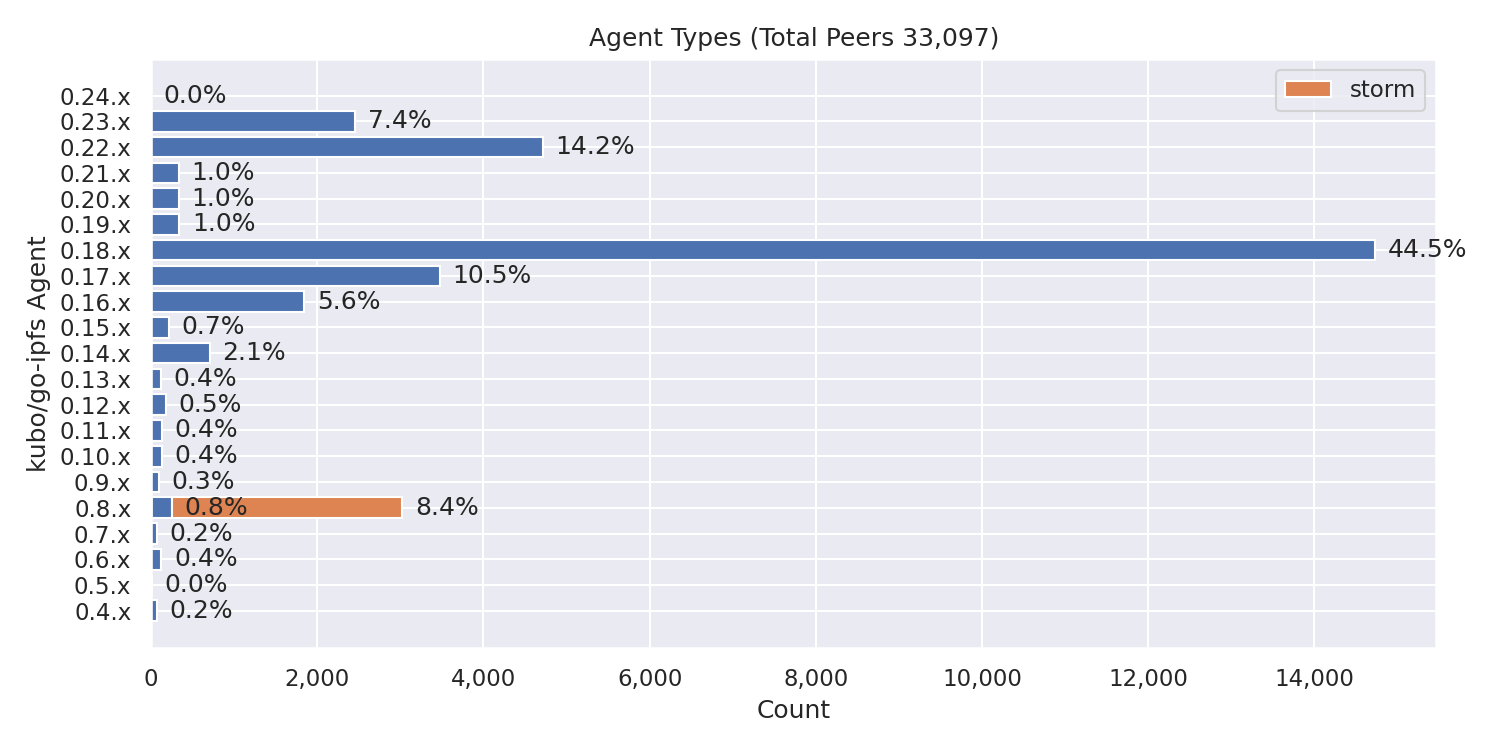 Agent Types (Total Peers 33,097)
storm
kubo/go-ipfs Agent
0.24.x 0.0%
0.23.x 7.4%
0.22.x 14.2%
0.21.x 1.0%
0.20.x 1.0%
0.19.x 1.0%
0.18.x 44.5%
0.17.x 10.5%
0.16.x 5.6%
0.15.x 0.7%
0.14.x 2.1%
0.13.x 0.4%
0.12.x 0.5%
0.11.x 0.4%
0.10.x 0.4%
0.9.x 0.3%
0.8.x 0.8% 8.4%
0.7.x 0.2%
0.6.x 0.4%
0.5.x 0.0%
0.4.x 0.2%
0 2,000 4,000 6,000 8,000 10,000 12,000 14,000
Count